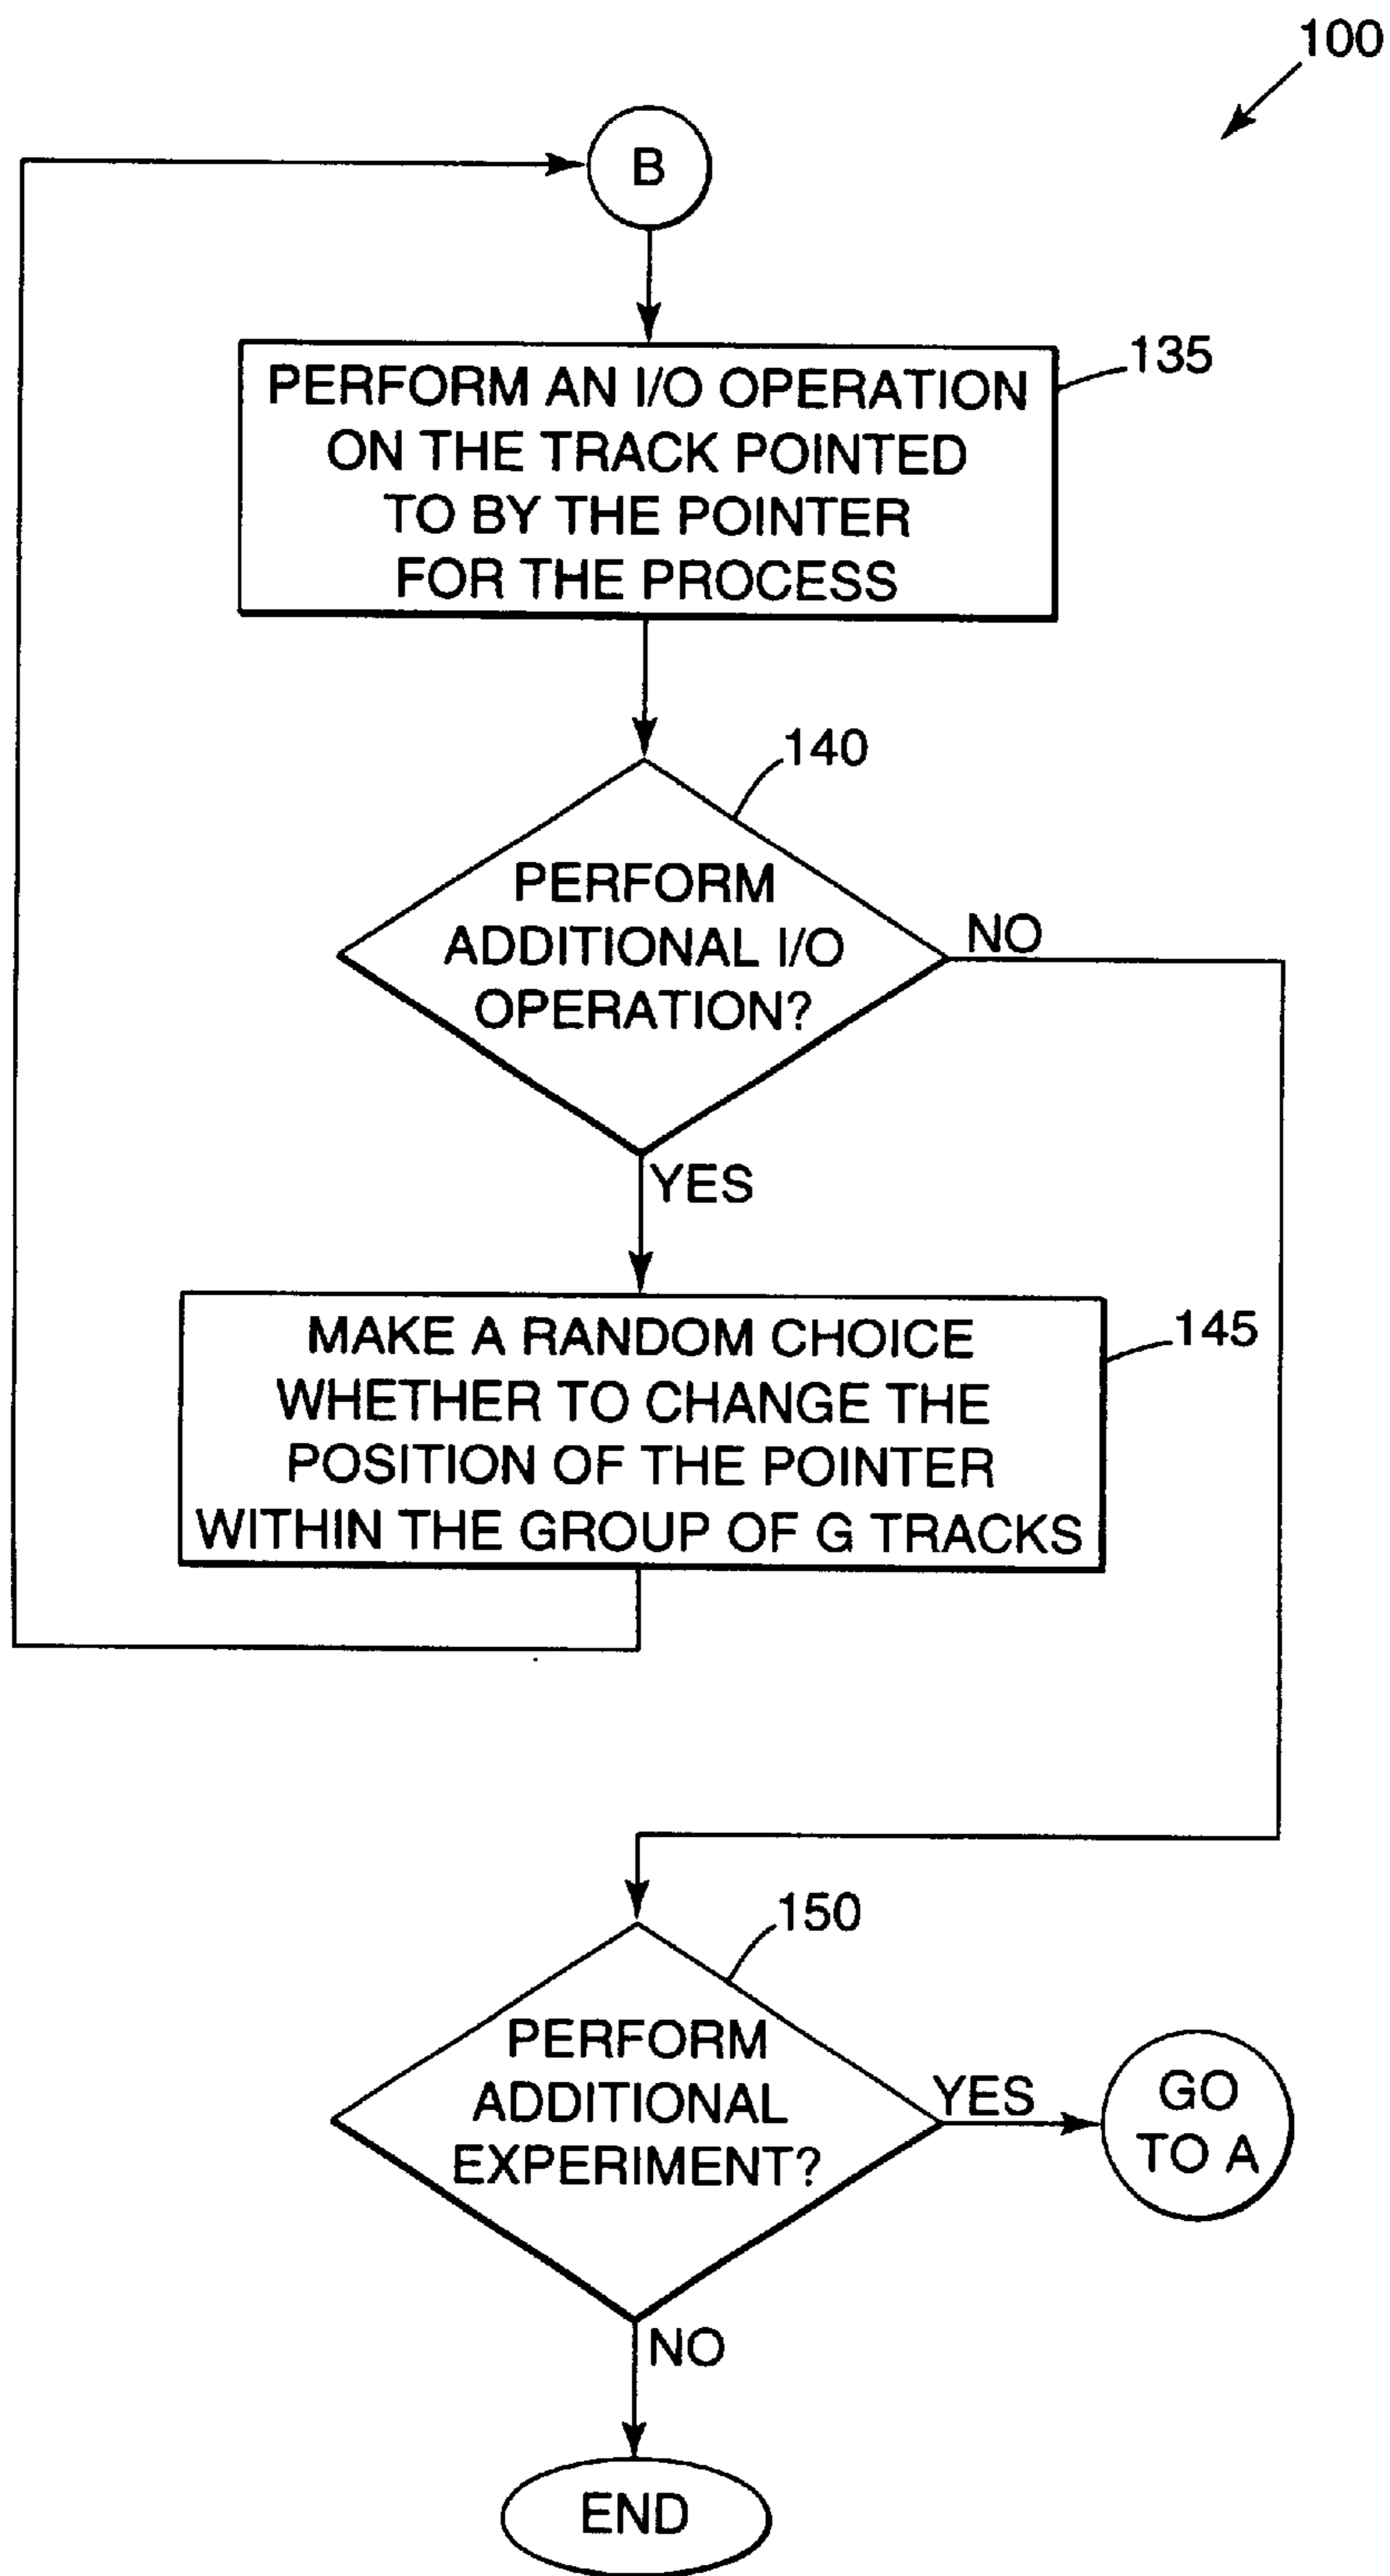 100
B
PERFORM AN I/O OPERATION
ON THE TRACK POINTED
TO BY THE POINTER
FOR THE PROCESS
135
140
PERFORM
ADDITIONAL I/O
OPERATION?
NO
YES
MAKE A RANDOM CHOICE
WHETHER TO CHANGE THE
POSITION OF THE POINTER
WITHIN THE GROUP OF G TRACKS
145
150
PERFORM
ADDITIONAL
EXPERIMENT?
YES
GO
TO A
NO
END